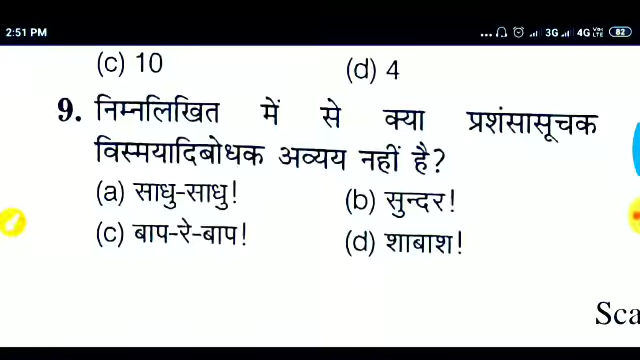 2:51 PM ... 3G 4G VoLTE 82
(c) 10 (d) 4
9. निम्नलिखित में से क्या प्रशंसासूचक
विस्मयादिबोधक अव्यय नहीं है?
(a) साधु-साधु! (b) सुन्दर!
(c) बाप-रे-बाप! (d) शाबाश!
Sca